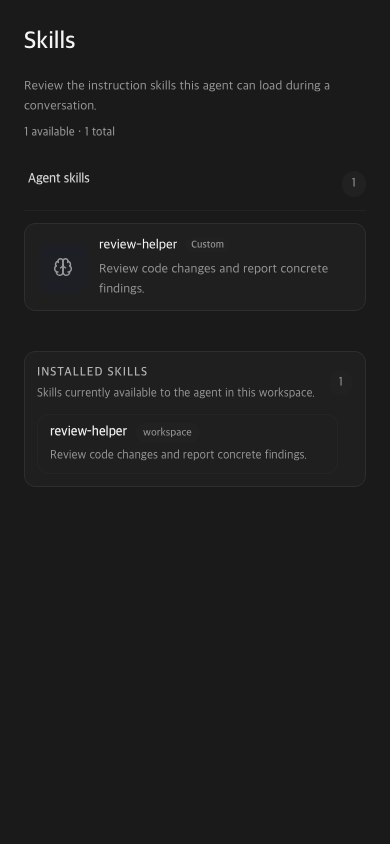 Skills
Review the instruction skills this agent can load during a
conversation.
1 available · 1 total
Agent skills
1
review-helper Custom
Review code changes and report concrete
findings.
INSTALLED SKILLS
1
Skills currently available to the agent in this workspace.
review-helper workspace
Review code changes and report concrete findings.